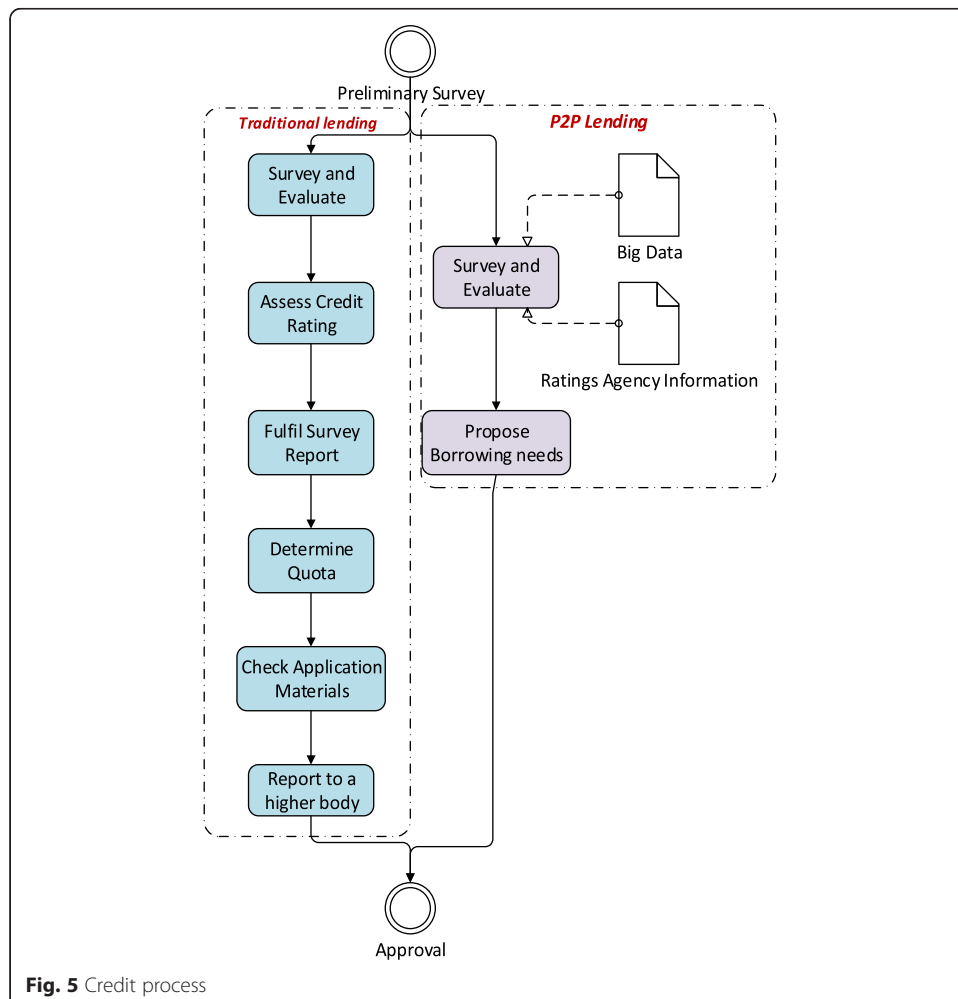 Preliminary Survey
Traditional lending
Survey and
Evaluate
Assess Credit
Rating
Fulfil Survey
Report
Determine
Quota
Check Application
Materials
Report to a
higher body
P2P Lending
Big Data
Survey and
Evaluate
Ratings Agency Information
Propose
Borrowing needs
Approval
Fig. 5 Credit process